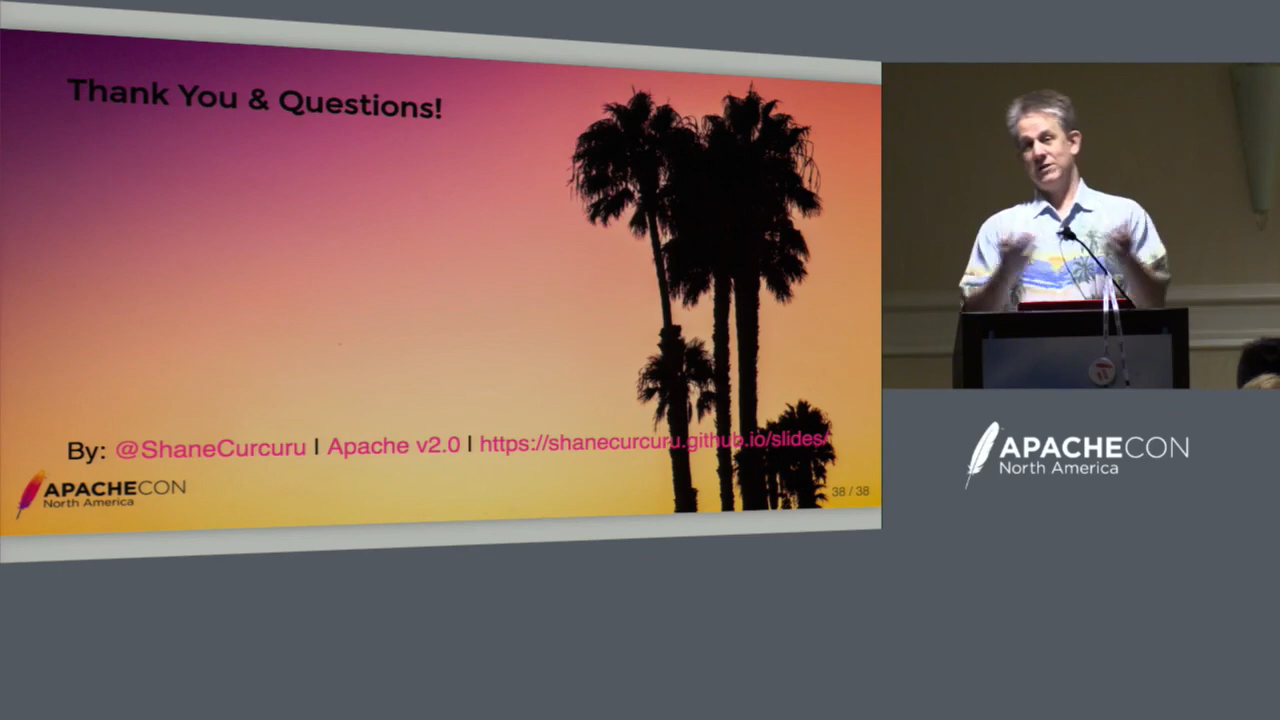 Thank You & Questions!
By: @ShaneCurcuru | Apache v2.0 | https://shanecurcuru.github.io/slides/
APACHECON
North America
38 / 38
APACHECON
North America